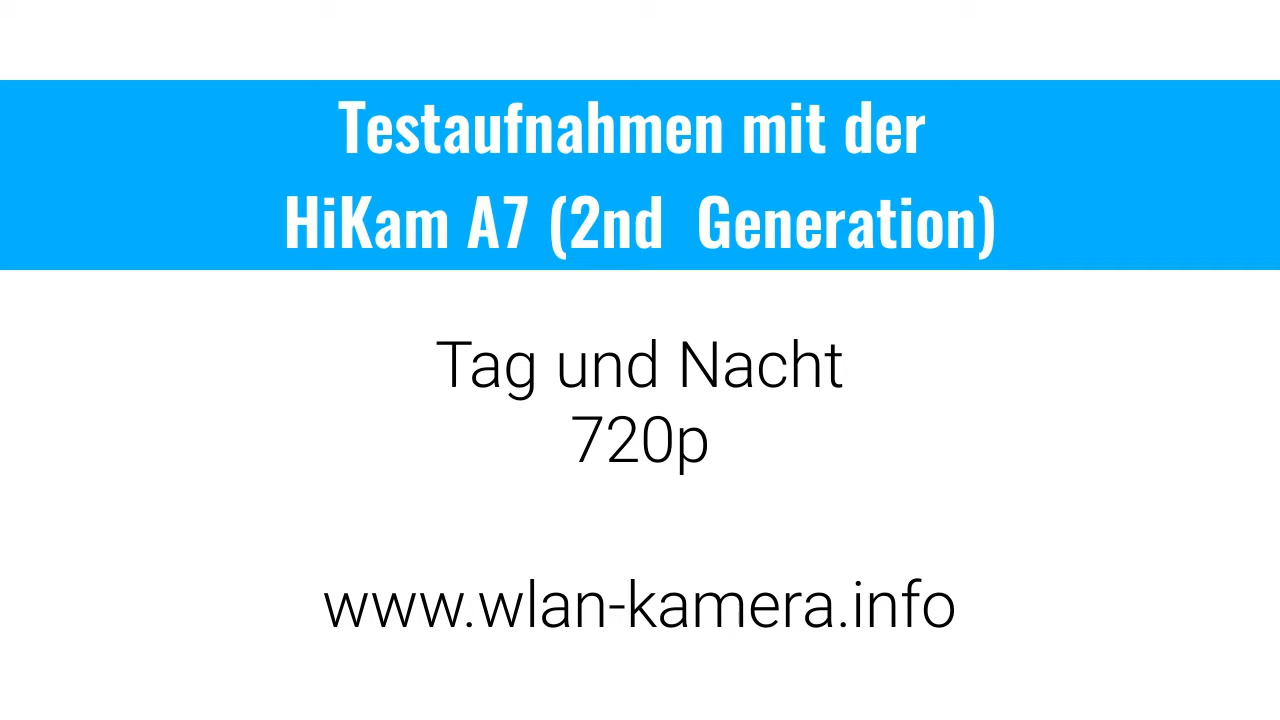 Testaufnahmen mit der
HiKam A7 (2nd  Generation)
Tag und Nacht
720p
www.wlan-kamera.info